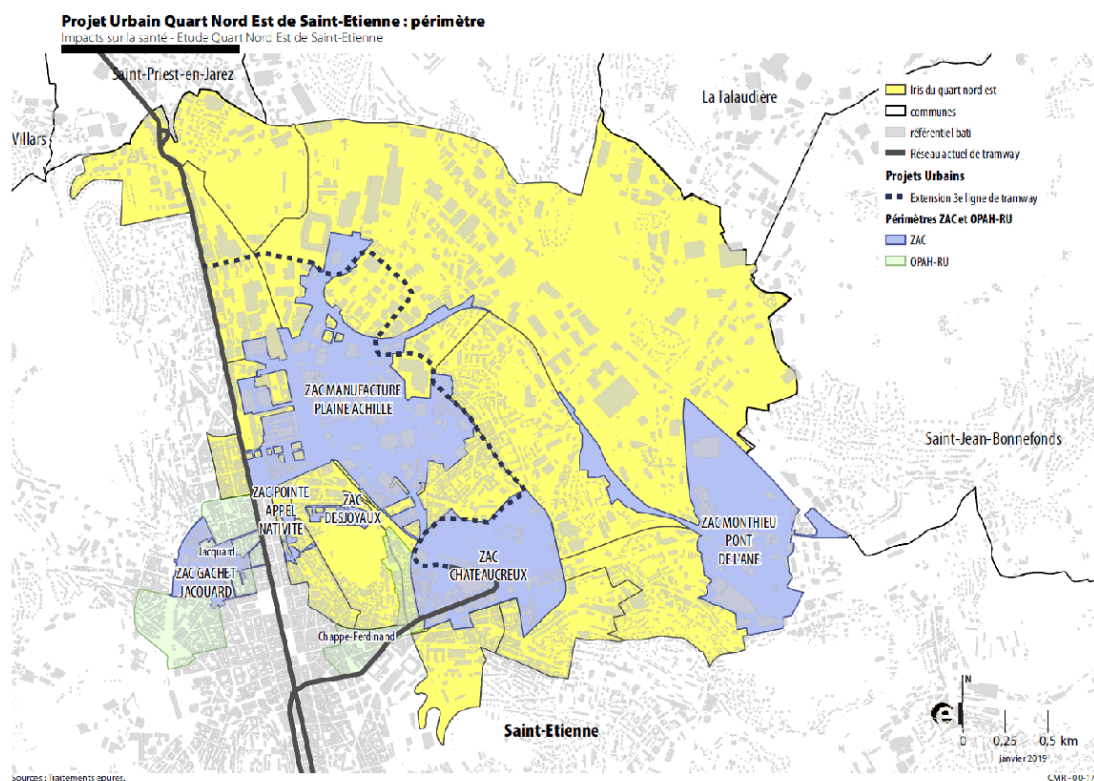 Projet Urbain Quart Nord Est de Saint-Etienne : périmètre
Impacts sur la santé - Etude Quart Nord Est de Saint-Etienne
Saint-Priest-en-Jarez
La Talaudière
Villars
Iris du quart nord est
communes
référentiel bati
Réseau actuel de tramway
Projets Urbains
Extension 3e ligne de tramway
Périmètres ZAC et OPAH-RU
ZAC
OPAH-RU
ZAC MANUFACTURE
PLAINE ACHILLE
Saint-Jean-Bonnefonds
ZAC POINTE
APPEL
NATIVITE
ZAC
DESJOYAUX
ZAC MONTHIEU
PONT
DE L'ANE
Jacquard
ZAC GACHET
JACQUARD
ZAC
CHATEAUCREUX
Chappe-Ferdinand
Saint-Etienne
N
0 0,25 0,5 km
janvier 2019
Sources : Traitements epures.
CMR - 00-17